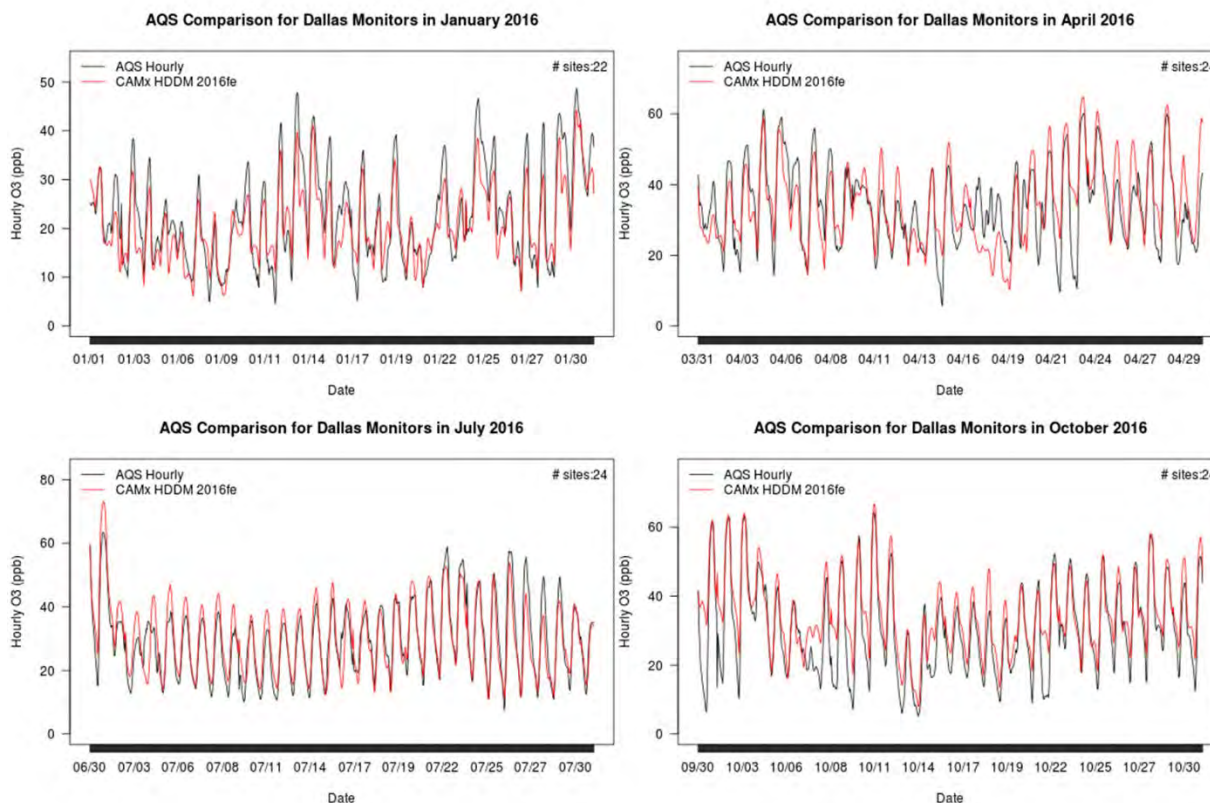 AQS Comparison for Dallas Monitors in January 2016
AQS Hourly
CAMx HDDM 2016fe
# sites:22
Hourly O3 (ppb)
50
40
30
20
10
0
01/01 01/03 01/06 01/09 01/11 01/14 01/17 01/19 01/22 01/25 01/27 01/30
Date
AQS Comparison for Dallas Monitors in April 2016
AQS Hourly
CAMx HDDM 2016fe
# sites:2
Hourly O3 (ppb)
60
40
20
0
03/31 04/03 04/06 04/08 04/11 04/13 04/16 04/19 04/21 04/24 04/27 04/29
Date
AQS Comparison for Dallas Monitors in July 2016
AQS Hourly
CAMx HDDM 2016fe
# sites:24
Hourly O3 (ppb)
80
60
40
20
0
06/30 07/03 07/06 07/08 07/11 07/14 07/17 07/19 07/22 07/25 07/27 07/30
Date
AQS Comparison for Dallas Monitors in October 2016
AQS Hourly
CAMx HDDM 2016fe
# sites:2
Hourly O3 (ppb)
60
40
20
0
09/30 10/03 10/06 10/08 10/11 10/14 10/17 10/19 10/22 10/25 10/27 10/30
Date